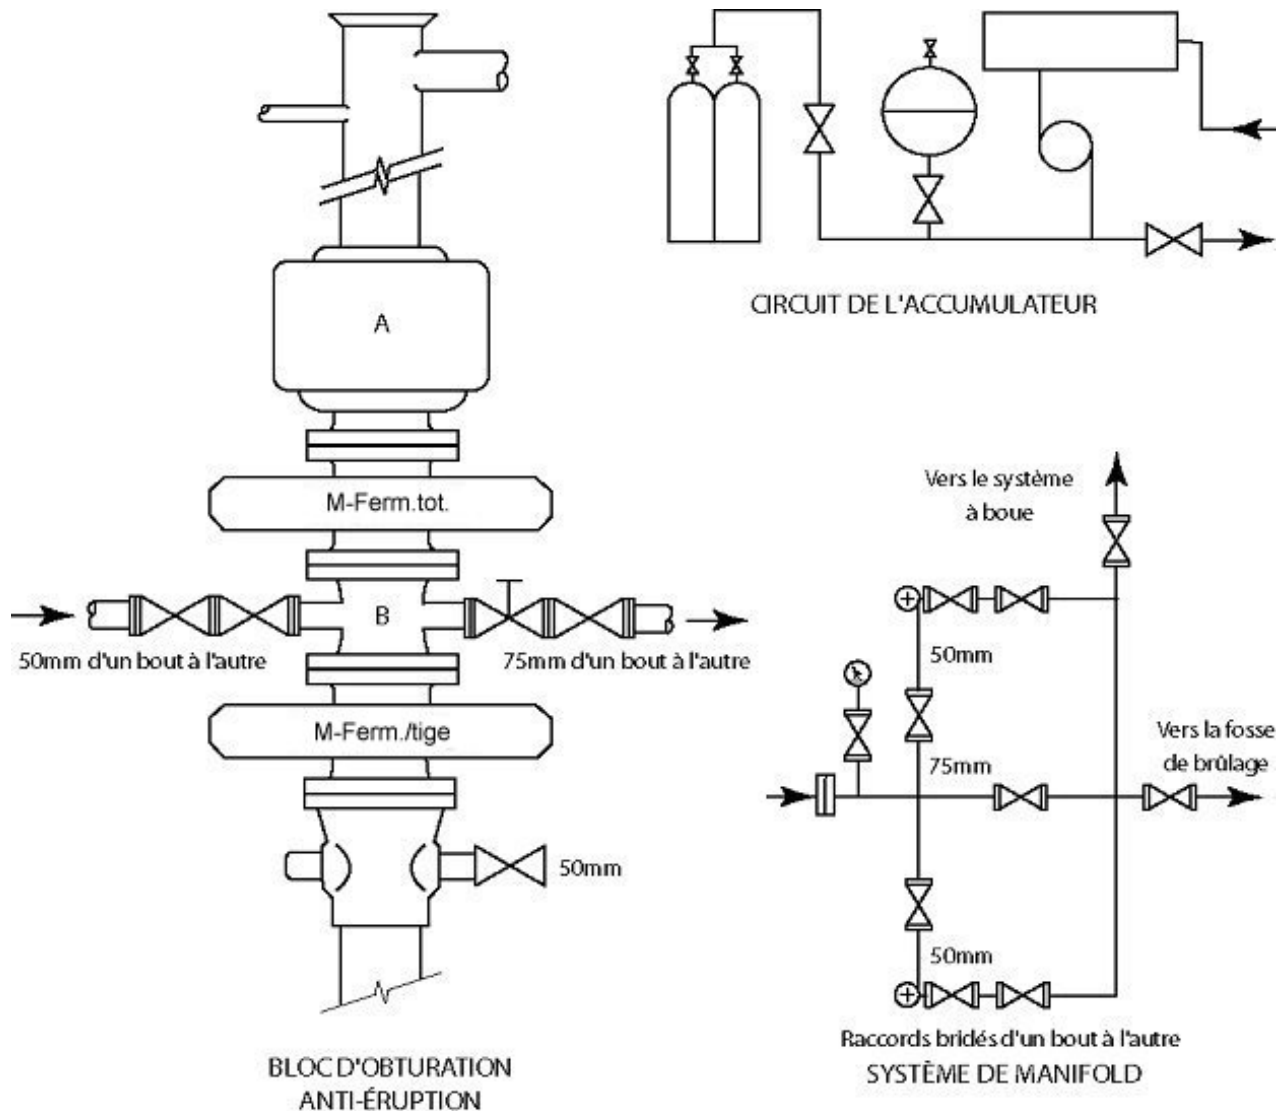 CIRCUIT DE L'ACCUMULATEUR
A
M-Ferm.tot.
B
50mm d'un bout à l'autre
75mm d'un bout à l'autre
M-Ferm./tige
50mm
BLOC D'OBTURATION
ANTI-ÉRUPTION
Vers le système
à boue
50mm
75mm
Vers la fosse
de brûlage
50mm
Raccords bridés d'un bout à l'autre
SYSTÈME DE MANIFOLD